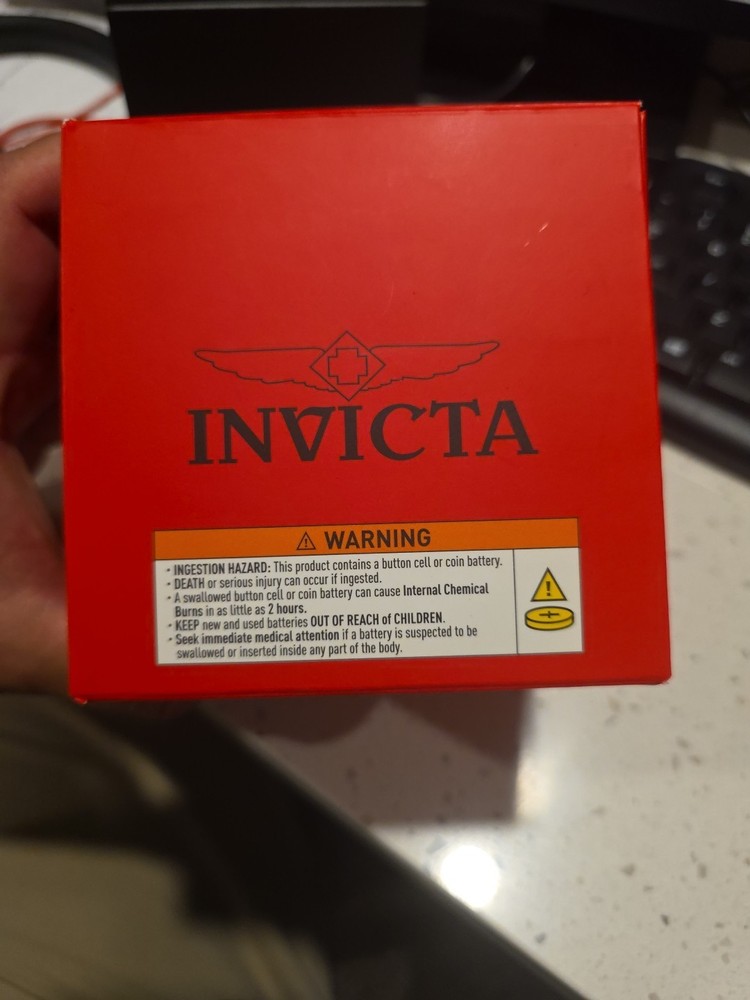 INVICTA
⚠ WARNING
• INGESTION HAZARD: This product contains a button cell or coin battery.
• DEATH or serious injury can occur if ingested.
• A swallowed button cell or coin battery can cause Internal Chemical
Burns in as little as 2 hours.
• KEEP new and used batteries OUT OF REACH of CHILDREN.
• Seek immediate medical attention if a battery is suspected to be
swallowed or inserted inside any part of the body.